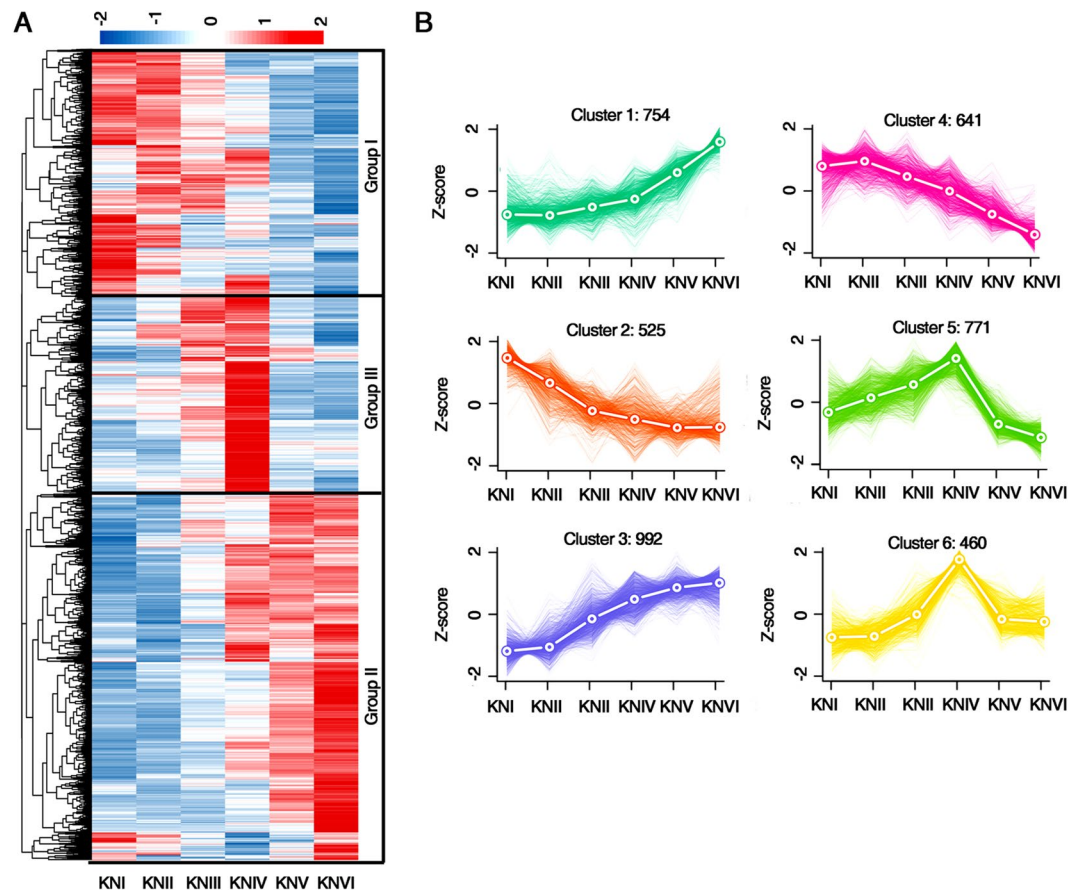 A
-2 -1 0 1 2
Group I
Group III
Group II
KNI KNII KNIII KNIV KNV KNVI
B
Cluster 1: 754
Z-score
2
0
-2
KNI KNII KNII KNIV KNV KNVI
Cluster 4: 641
Z-score
2
0
-2
KNI KNII KNII KNIV KNV KNVI
Cluster 2: 525
Z-score
2
0
-2
KNI KNII KNII KNIV KNV KNVI
Cluster 5: 771
Z-score
2
0
-2
KNI KNII KNII KNIV KNV KNVI
Cluster 3: 992
Z-score
2
0
-2
KNI KNII KNII KNIV KNV KNVI
Cluster 6: 460
Z-score
2
0
-2
KNI KNII KNII KNIV KNV KNVI